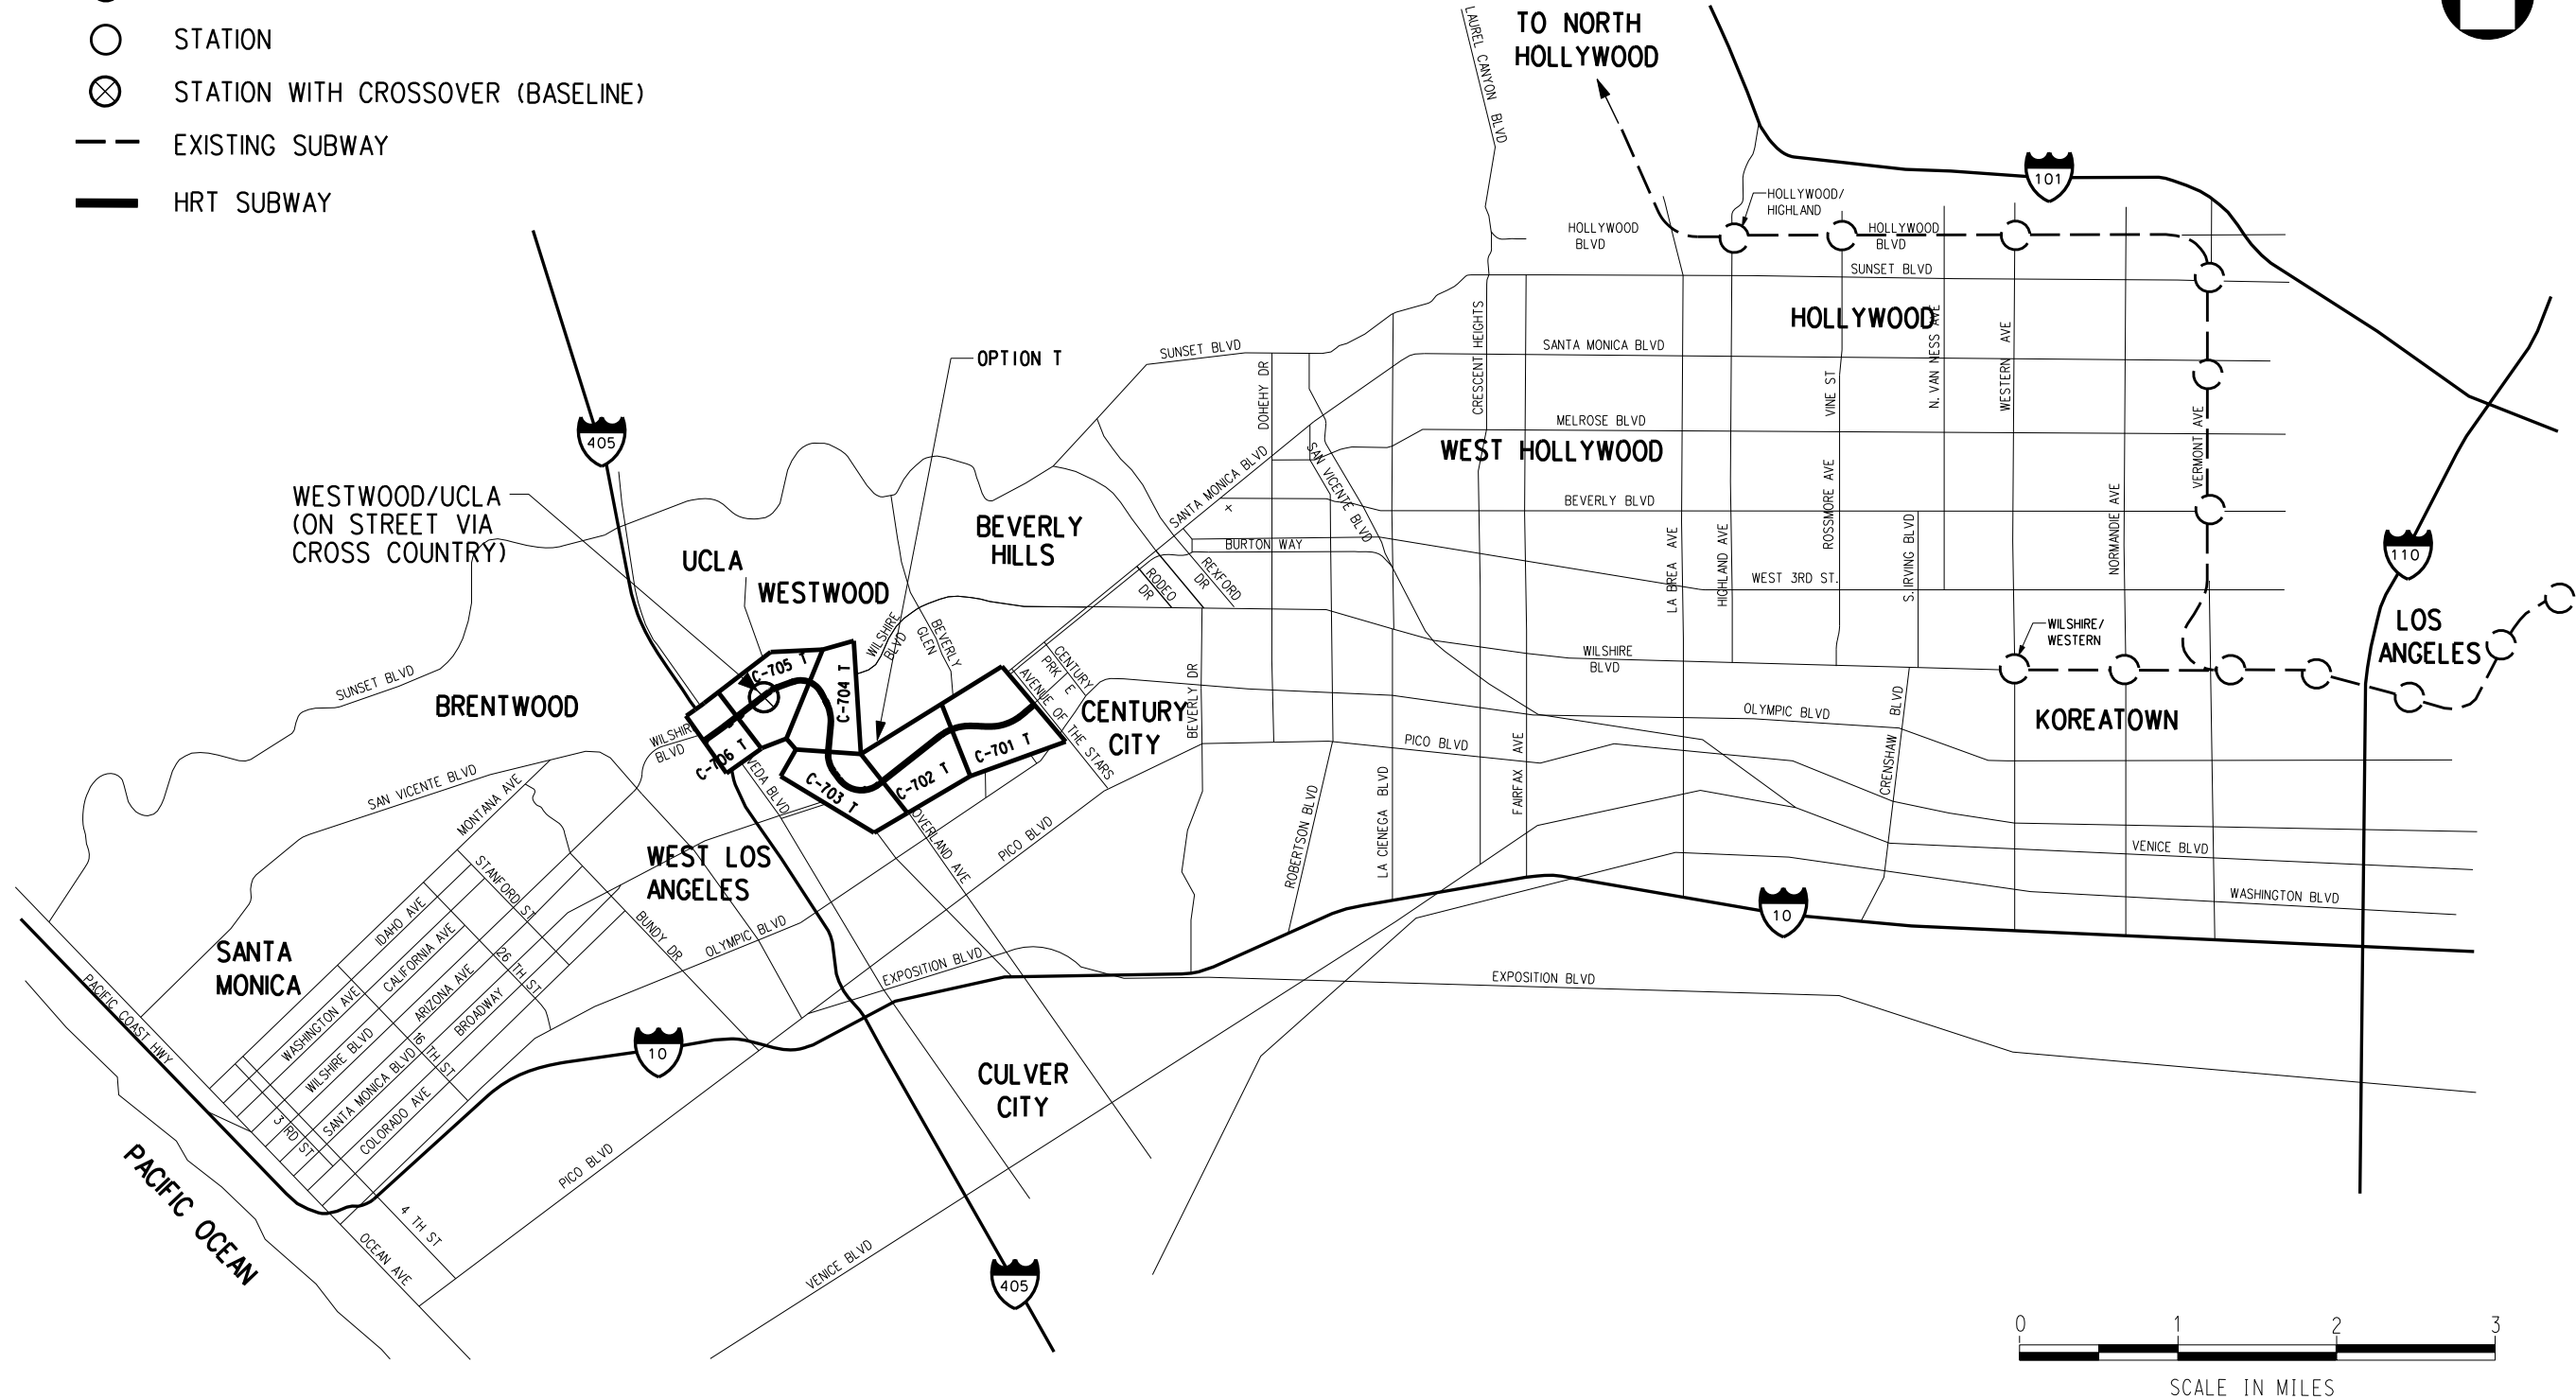 STATION
STATION WITH CROSSOVER (BASELINE)
EXISTING SUBWAY
HRT SUBWAY
TO NORTH
HOLLYWOOD
LAUREL CANYON BLVD
101
HOLLYWOOD/
HIGHLAND
HOLLYWOOD
BLVD
HOLLYWOOD
BLVD
SUNSET BLVD
HOLLYWOOD
CRESCENT HEIGHTS
N. VAN NESS AVE
WESTERN AVE
SANTA MONICA BLVD
SUNSET BLVD
OPTION T
DOHEHY DR
VINE ST
MELROSE BLVD
VERMONT AVE
405
WEST HOLLYWOOD
SANTA MONICA BLVD
SAN VICENTE BLVD
ROSSMORE AVE
NORMANDIE AVE
WESTWOOD/UCLA
(ON STREET VIA
CROSS COUNTRY)
BEVERLY BLVD
BEVERLY
HILLS
BURTON WAY
LA BREA AVE
HIGHLAND AVE
S. IRVING BLVD
110
UCLA
WESTWOOD
RODEO
DR
REXFORD
DR
WEST 3RD ST.
WILSHIRE
BLVD
BEVERLY
GLEN
LOS
ANGELES
WILSHIRE/
WESTERN
WILSHIRE
BLVD
SUNSET BLVD
C-705 T
C-704 T
CENTURY
PRK E
AVENUE OF THE STARS
BEVERLY DR
BRENTWOOD
CENTURY
CITY
OLYMPIC BLVD
CRENSHAW BLVD
KOREATOWN
WILSHIR
BLVD
C-706 T
VEDA BLVD
C-703 T
C-702 T
C-701 T
PICO BLVD
FAIRFAX AVE
SAN VICENTE BLVD
MONTANA AVE
OVERLAND AVE
PICO BLVD
ROBERTSON BLVD
LA CIENEGA BLVD
VENICE BLVD
WEST LOS
ANGELES
STANFORD ST
WASHINGTON BLVD
10
IDAHO AVE
BUNDY DR
OLYMPIC BLVD
CALIFORNIA AVE
26 TH ST
SANTA
MONICA
EXPOSITION BLVD
EXPOSITION BLVD
PACIFIC COAST HWY
WASHINGTON AVE
ARIZONA AVE
BROADWAY
WILSHIRE BLVD
16 TH ST
10
SANTA MONICA BLVD
COLORADO AVE
3 RD ST
CULVER
CITY
PICO BLVD
PACIFIC OCEAN
4 TH ST
OCEAN AVE
VENICE BLVD
405
0 1 2 3
SCALE IN MILES